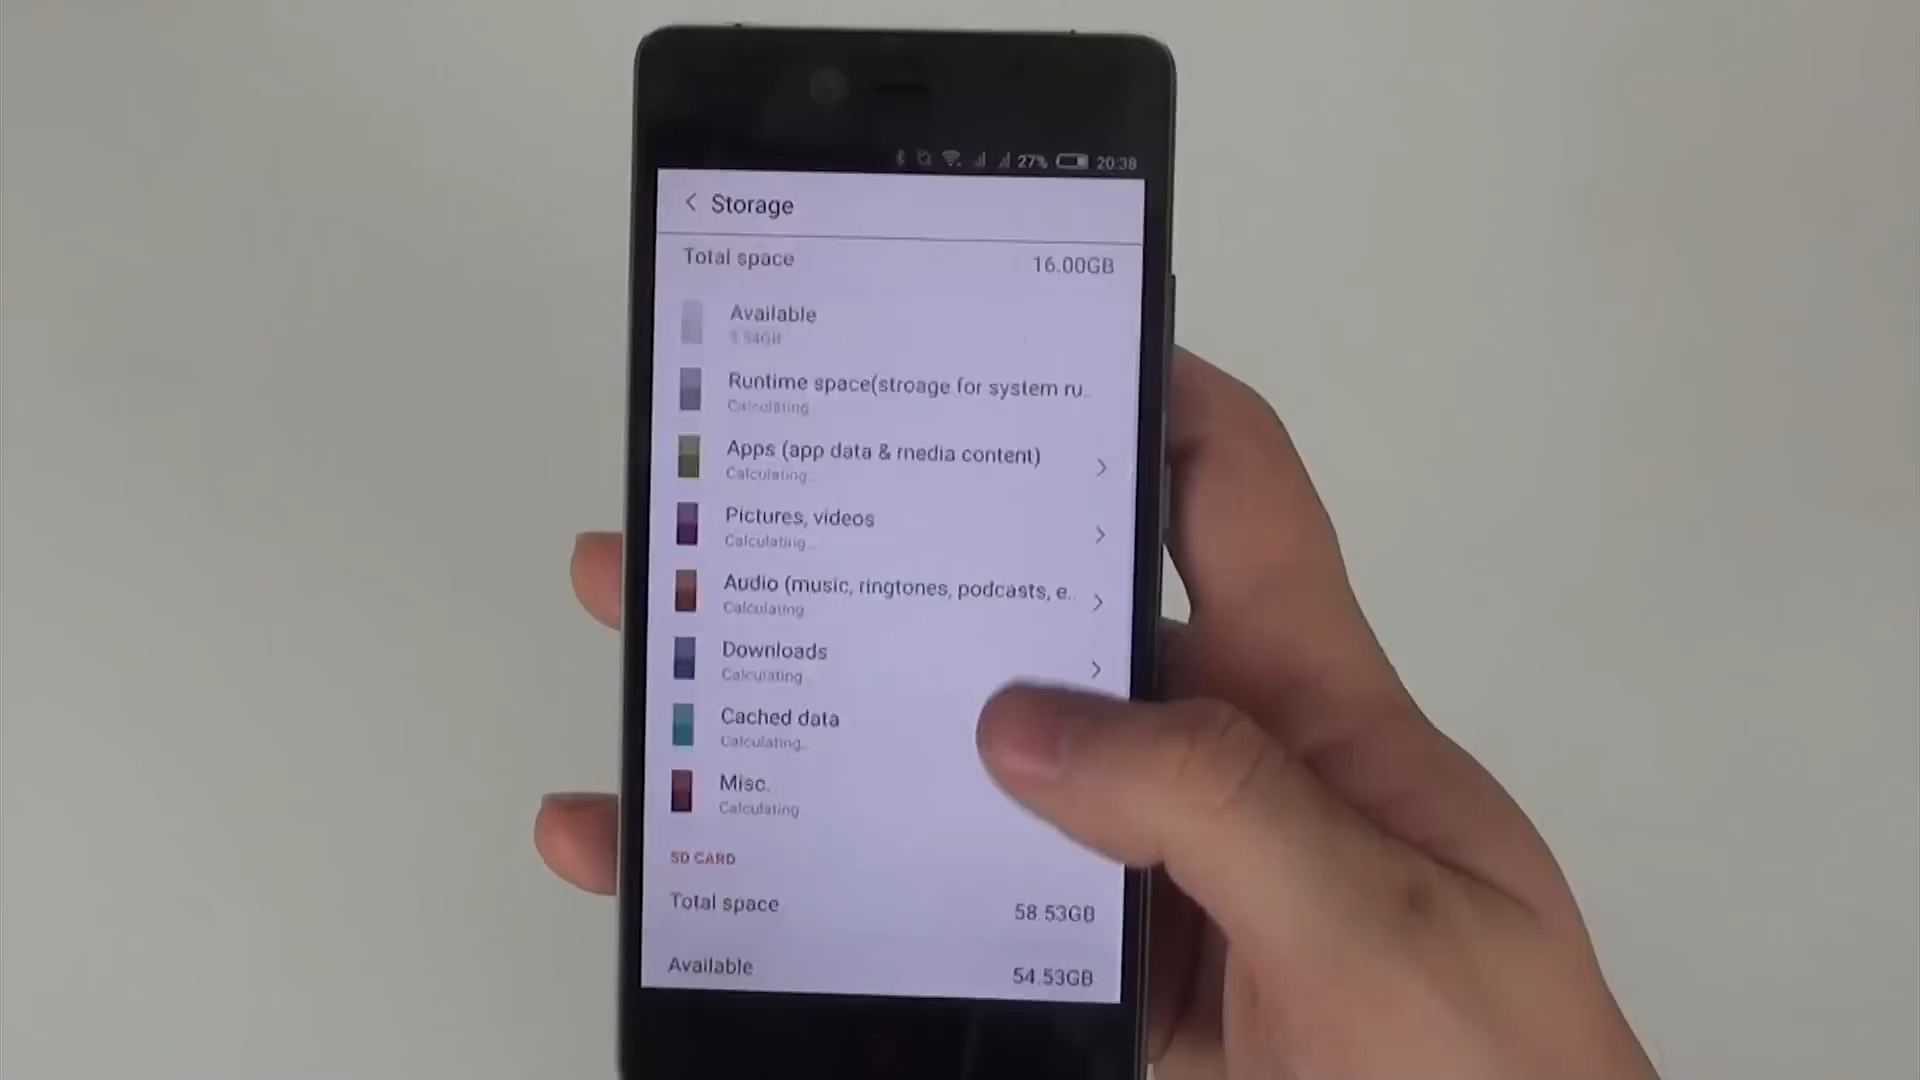 27% 20:38
Storage
Total space 16.00GB
Available
Runtime space(stroage for system ru..
Calculating..
Apps (app data & media content)
Calculating...
Pictures, videos
Calculating...
Audio (music, ringtones, podcasts, e..
Calculating..
Downloads
Calculating..
Cached data
Calculating...
Misc.
Calculating
SD CARD
Total space 58.53GB
Available 54.53GB